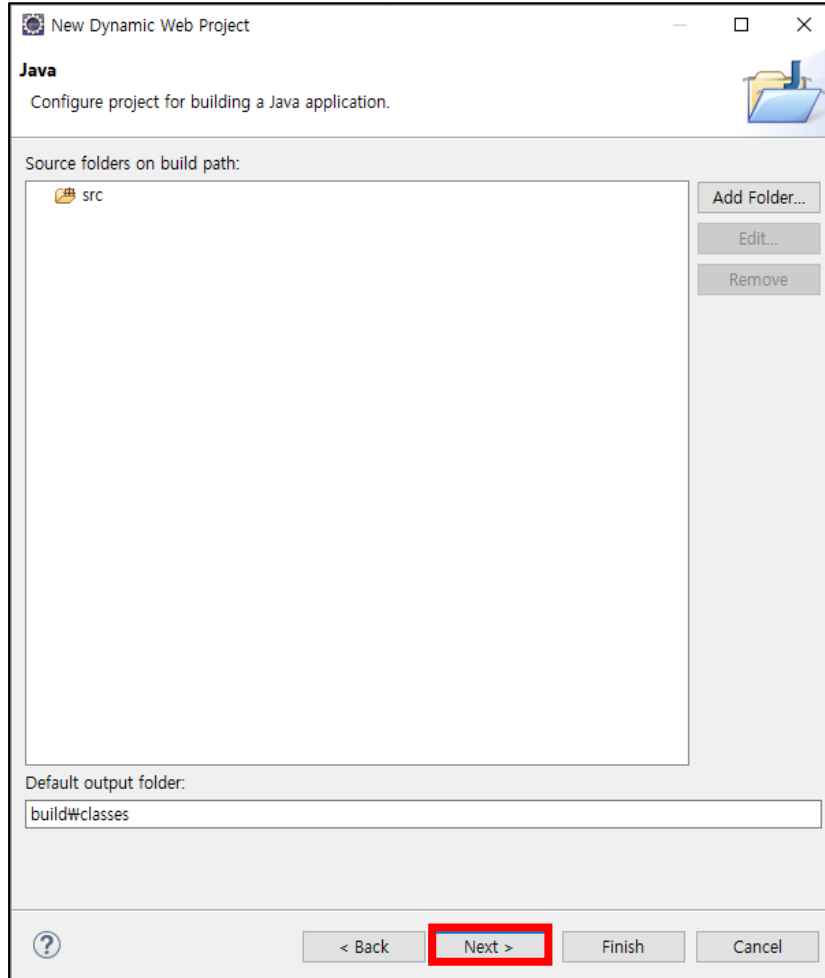 New Dynamic Web Project
Java
Configure project for building a Java application.
Source folders on build path:
src
Add Folder...
Edit...
Remove
Default output folder:
build₩classes
< Back
Next >
Finish
Cancel